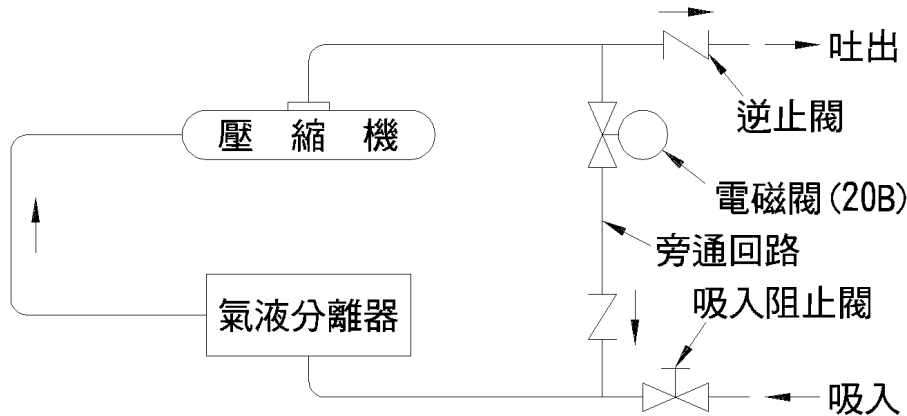 吐出
逆止閥
壓縮機
電磁閥(20B)
旁通回路
氣液分離器
吸入阻止閥
吸入